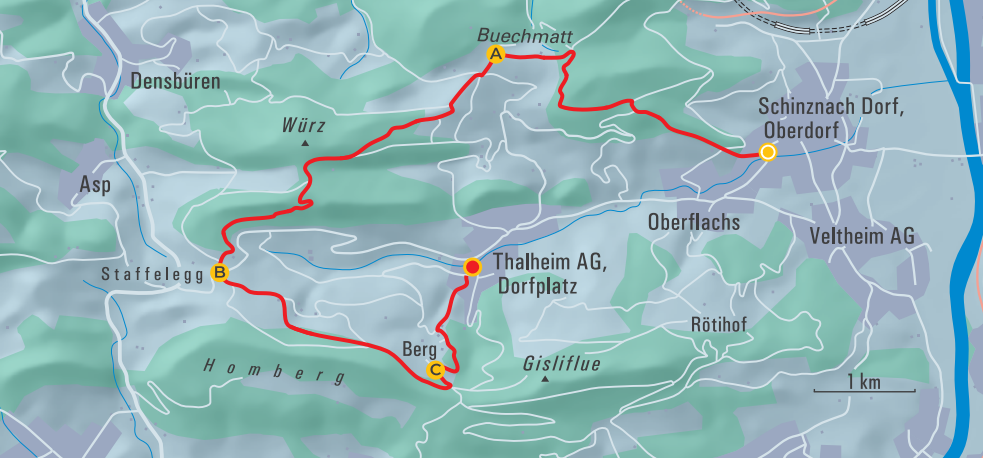 Buechmatt
A
Densbüren
Schinznach Dorf,
Oberdorf
Würz
Asp
Oberflachs
Veltheim AG
Staffelegg
B
Thalheim AG,
Dorfplatz
Rötihof
Berg
C
Homberg
Gisliflue
1 km